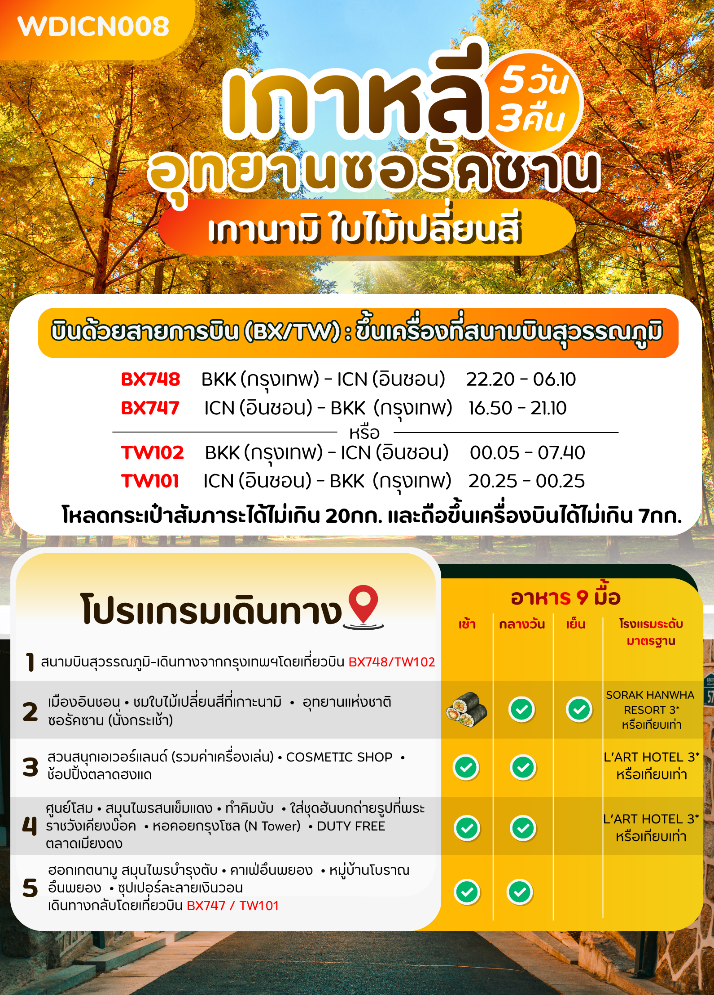 WDICN008
เกาหลี
5วัน
3คืน
อุทยานซอรัคซาน
เกานามิ ใบไม้เปลี่ยนสี
บินด้วยสายการบิน (BX/TW) : ขึ้นเครื่องที่สนามบินสุวรรณภูมิ
BX748 BKK (กรุงเทพ) – ICN (อินชอน) 22.20 – 06.10
BX747 ICN (อินชอน) – BKK (กรุงเทพ) 16.50 – 21.10
หรือ
TW102 BKK (กรุงเทพ) – ICN (อินชอน) 00.05 – 07.40
TW101 ICN (อินชอน) – BKK (กรุงเทพ) 20.25 – 00.25
โหลดกระเป๋าสัมภาระได้ไม่เกิน 20กก. และถือขึ้นเครื่องบินได้ไม่เกิน 7กก.
โปรแกรมเดินทาง
อาหาร 9 มื้อ
เช้า กลางวัน เย็น โรงแรมระดับ
มาตรฐาน
1 สนามบินสุวรรณภูมิ-เดินทางจากกรุงเทพฯโดยเที่ยวบิน BX748/TW102
2 เมืองอินชอน • ชมใบไม้เปลี่ยนสีที่เกาะนามิ • อุทยานแห่งชาติ
ซอรัคซาน (นั่งกระเช้า)
SORAK HANWHA
RESORT 3*
หรือเทียบเท่า
3 สวนสนุกเอเวอร์แลนด์ (รวมค่าเครื่องเล่น) • COSMETIC SHOP •
ช้อปปิ้งตลาดฮงแด
L'ART HOTEL 3*
หรือเทียบเท่า
4 ศูนย์โสม • สมุนไพรสนเข็มแดง • ทำคิมบับ • ใส่ชุดฮันบกถ่ายรูปที่พระ
ราชวังเคียงบ๊อค • หอคอยกรุงโซล (N Tower) • DUTY FREE
ตลาดเมียงดง
L'ART HOTEL 3*
หรือเทียบเท่า
5 ฮอกเกตนามู สมุนไพรบำรุงตับ • คาเฟ่อึนพยอง • หมู่บ้านโบราณ
อึนพยอง • ซุปเปอร์ละลายเงินวอน
เดินทางกลับโดยเที่ยวบิน BX747 / TW101